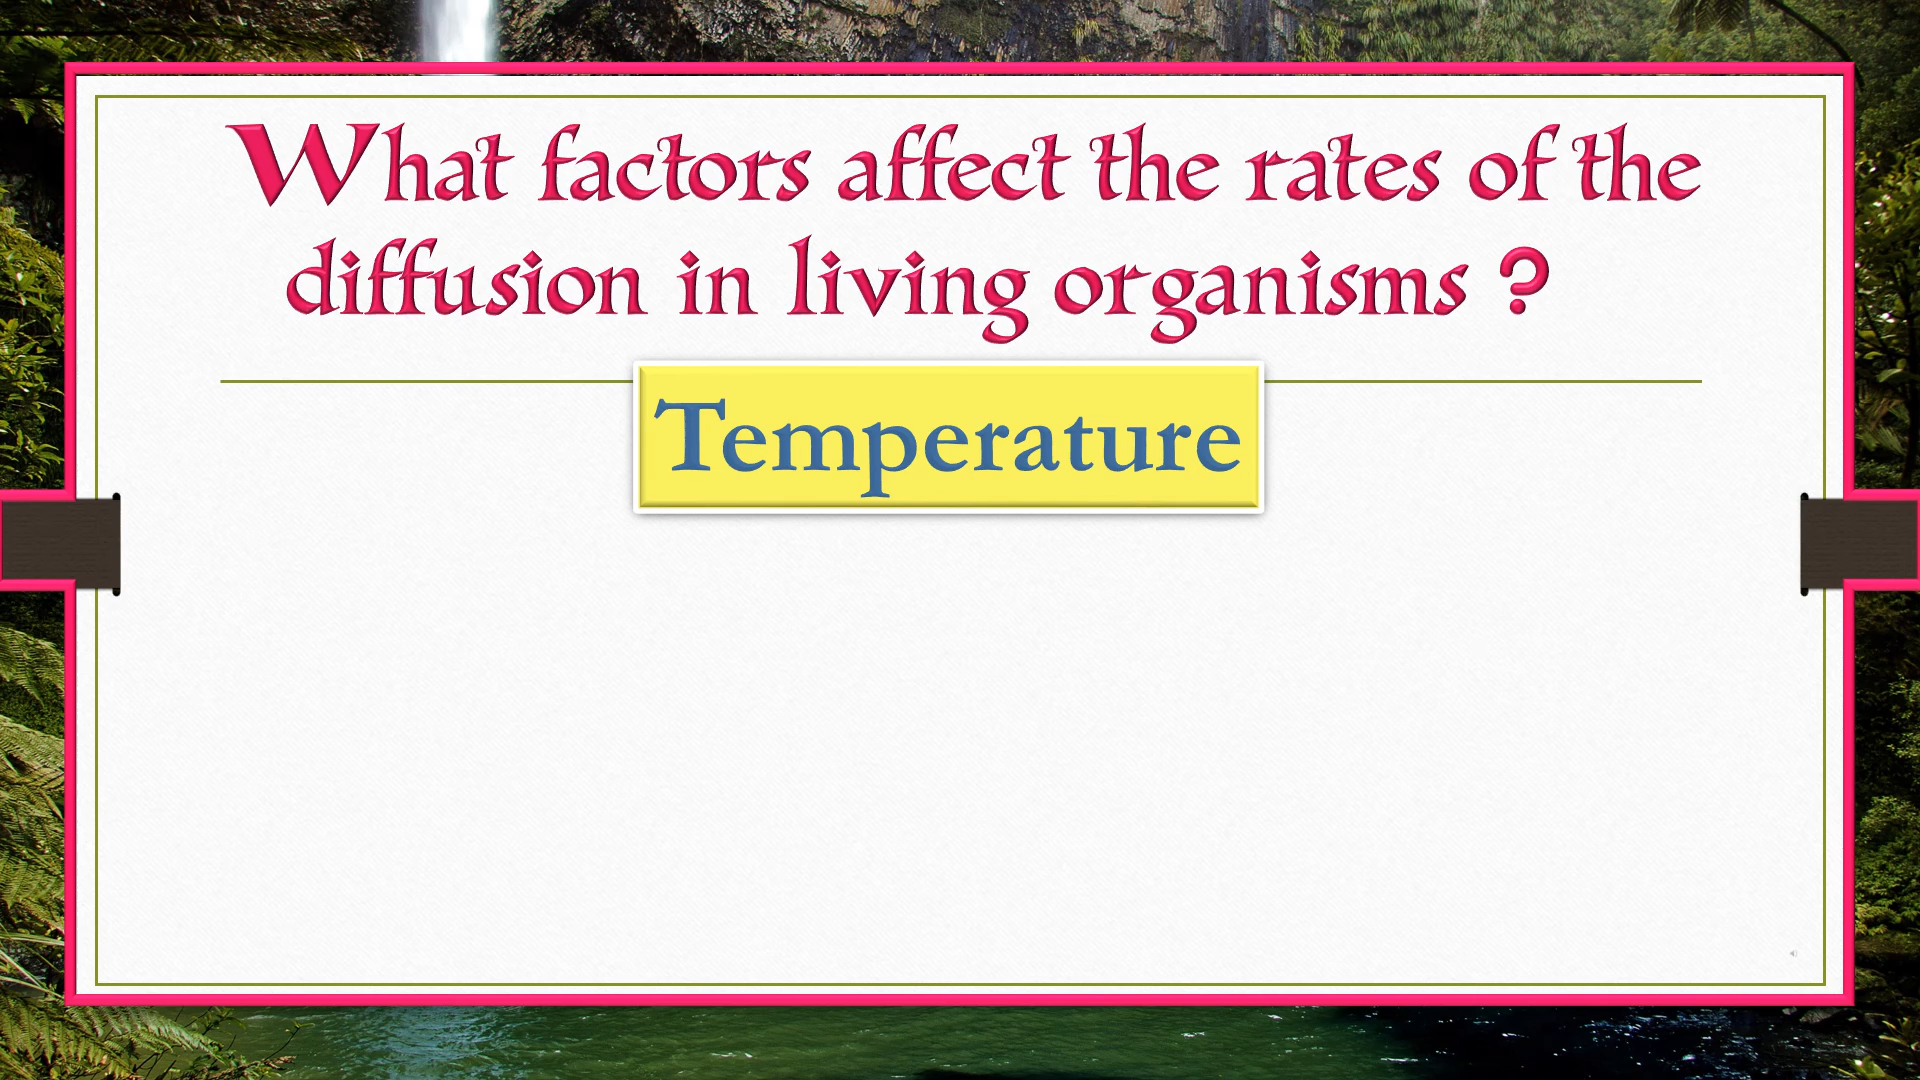 What factors affect the rates of the
diffusion in living organisms ?
Temperature